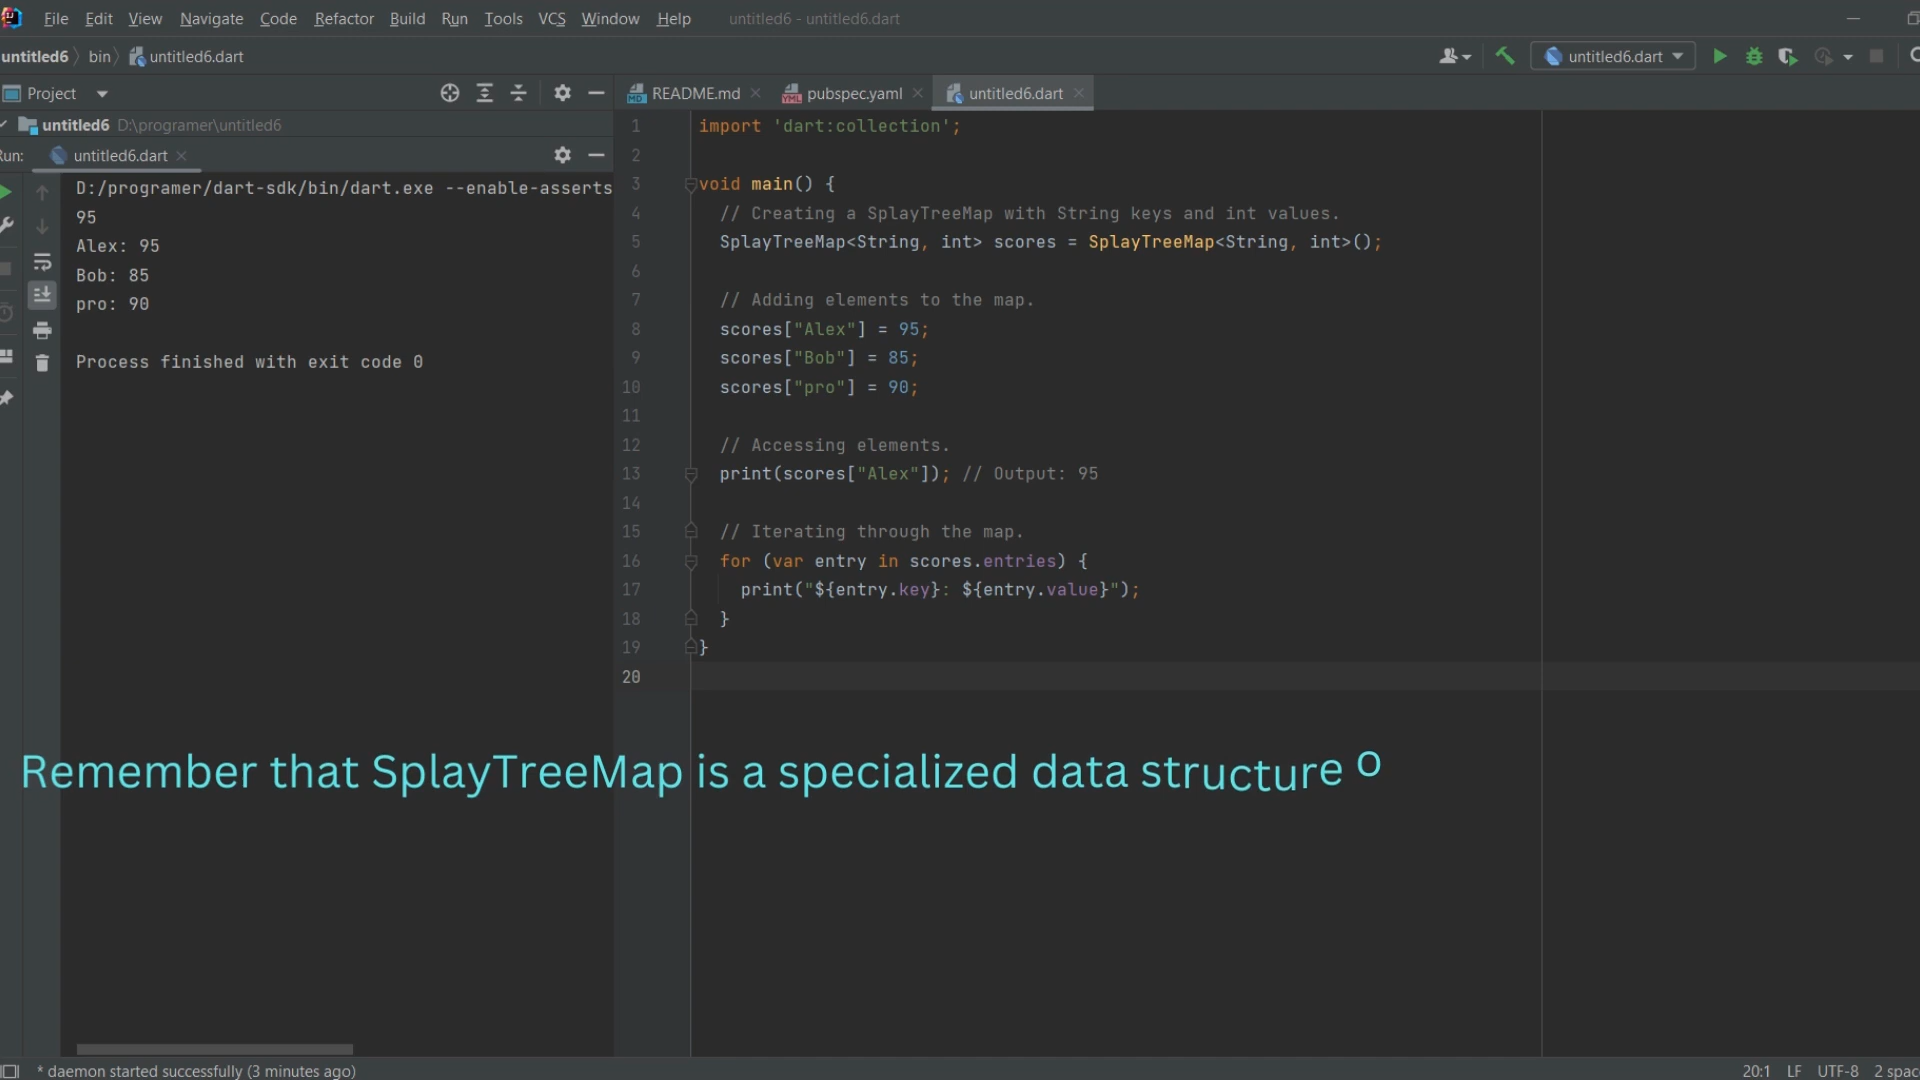 File Edit View Navigate Code Refactor Build Run Tools VCS Window Help untitled6 - untitled6.dart
untitled6 bin untitled6.dart
untitled6.dart
Project
README.md pubspec.yaml untitled6.dart
untitled6 D:\programer\untitled6
untitled6.dart
D:/programer/dart-sdk/bin/dart.exe --enable-asserts
95
Alex: 95
Bob: 85
pro: 90
Process finished with exit code 0
1 import 'dart:collection';
2
3 void main() {
4 // Creating a SplayTreeMap with String keys and int values.
5 SplayTreeMap<String, int> scores = SplayTreeMap<String, int>();
6
7 // Adding elements to the map.
8 scores["Alex"] = 95;
9 scores["Bob"] = 85;
10 scores["pro"] = 90;
11
12 // Accessing elements.
13 print(scores["Alex"]); // Output: 95
14
15 // Iterating through the map.
16 for (var entry in scores.entries) {
17 print("${entry.key}: ${entry.value}");
18 }
19 }
20
Remember that SplayTreeMap is a specialized data structure o
* daemon started successfully (3 minutes ago)
20:1 LF UTF-8 2 spac